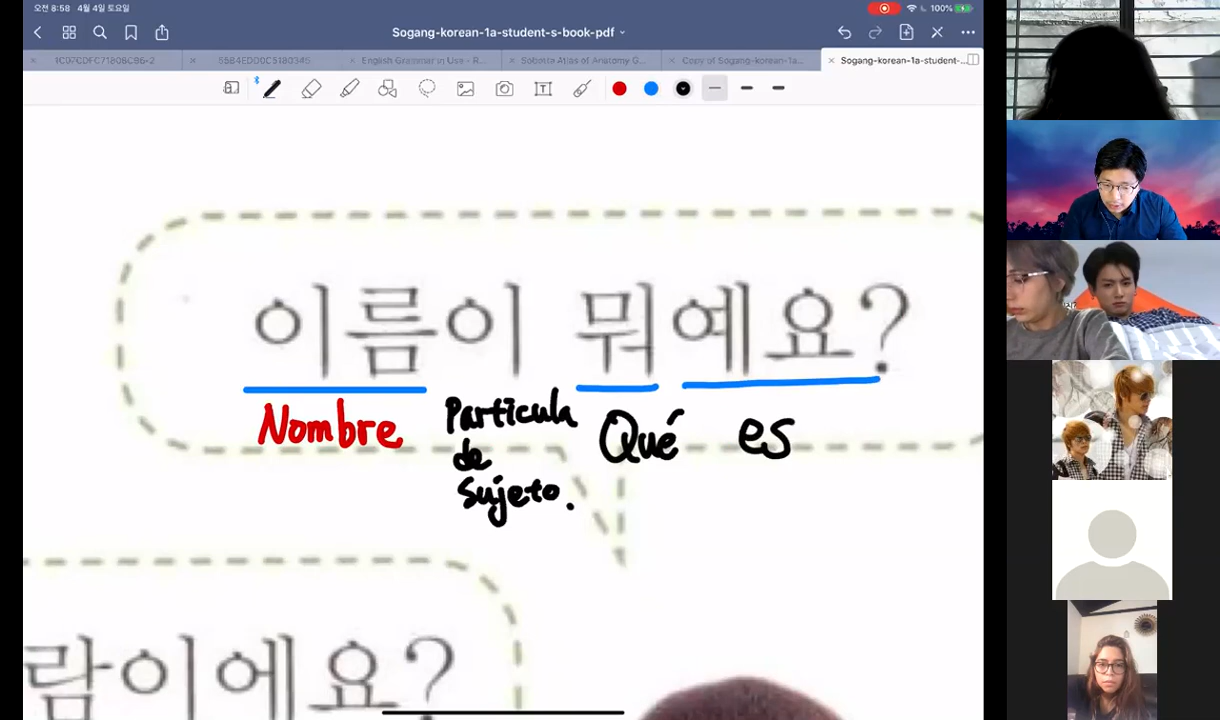 오전 8:58 4월 4일 토요일
100%
Sogang-korean-1a-student-s-book-pdf
1C97CDFC71808C86-2
English Grammar in Use - R...
Sobotta Atlas of Anatomy G...
Copy of Sogang-korean-1a...
Sogang-korean-1a-student-...
이름이 뭐예요?
Nombre
Particula
de
sujeto.
Qué es
람이에요?